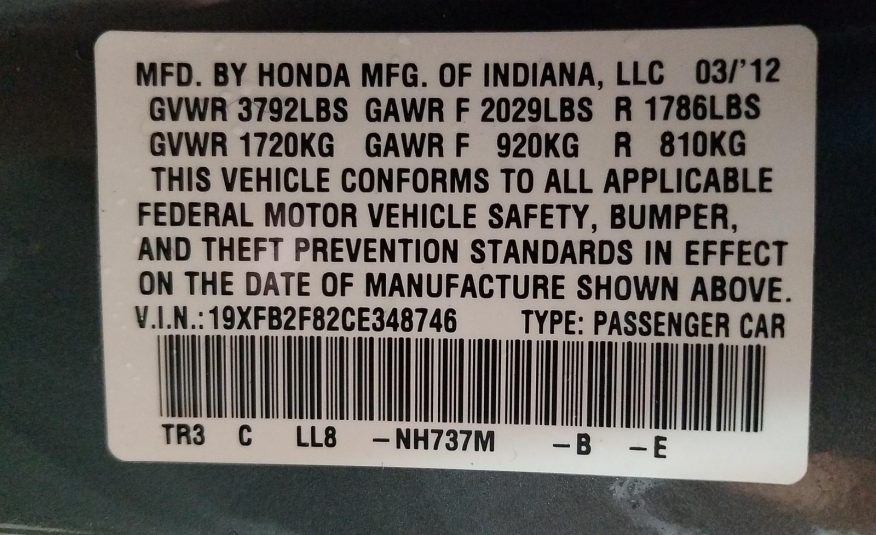 MFD. BY HONDA MFG. OF INDIANA, LLC 03/'12
GVWR 3792LBS GAWR F 2029LBS R 1786LBS
GVWR 1720KG GAWR F 920KG R 810KG
THIS VEHICLE CONFORMS TO ALL APPLICABLE
FEDERAL MOTOR VEHICLE SAFETY, BUMPER,
AND THEFT PREVENTION STANDARDS IN EFFECT
ON THE DATE OF MANUFACTURE SHOWN ABOVE.
V.I.N.: 19XFB2F82CE348746 TYPE: PASSENGER CAR
TR3 C LL8 -NH737M -B -E